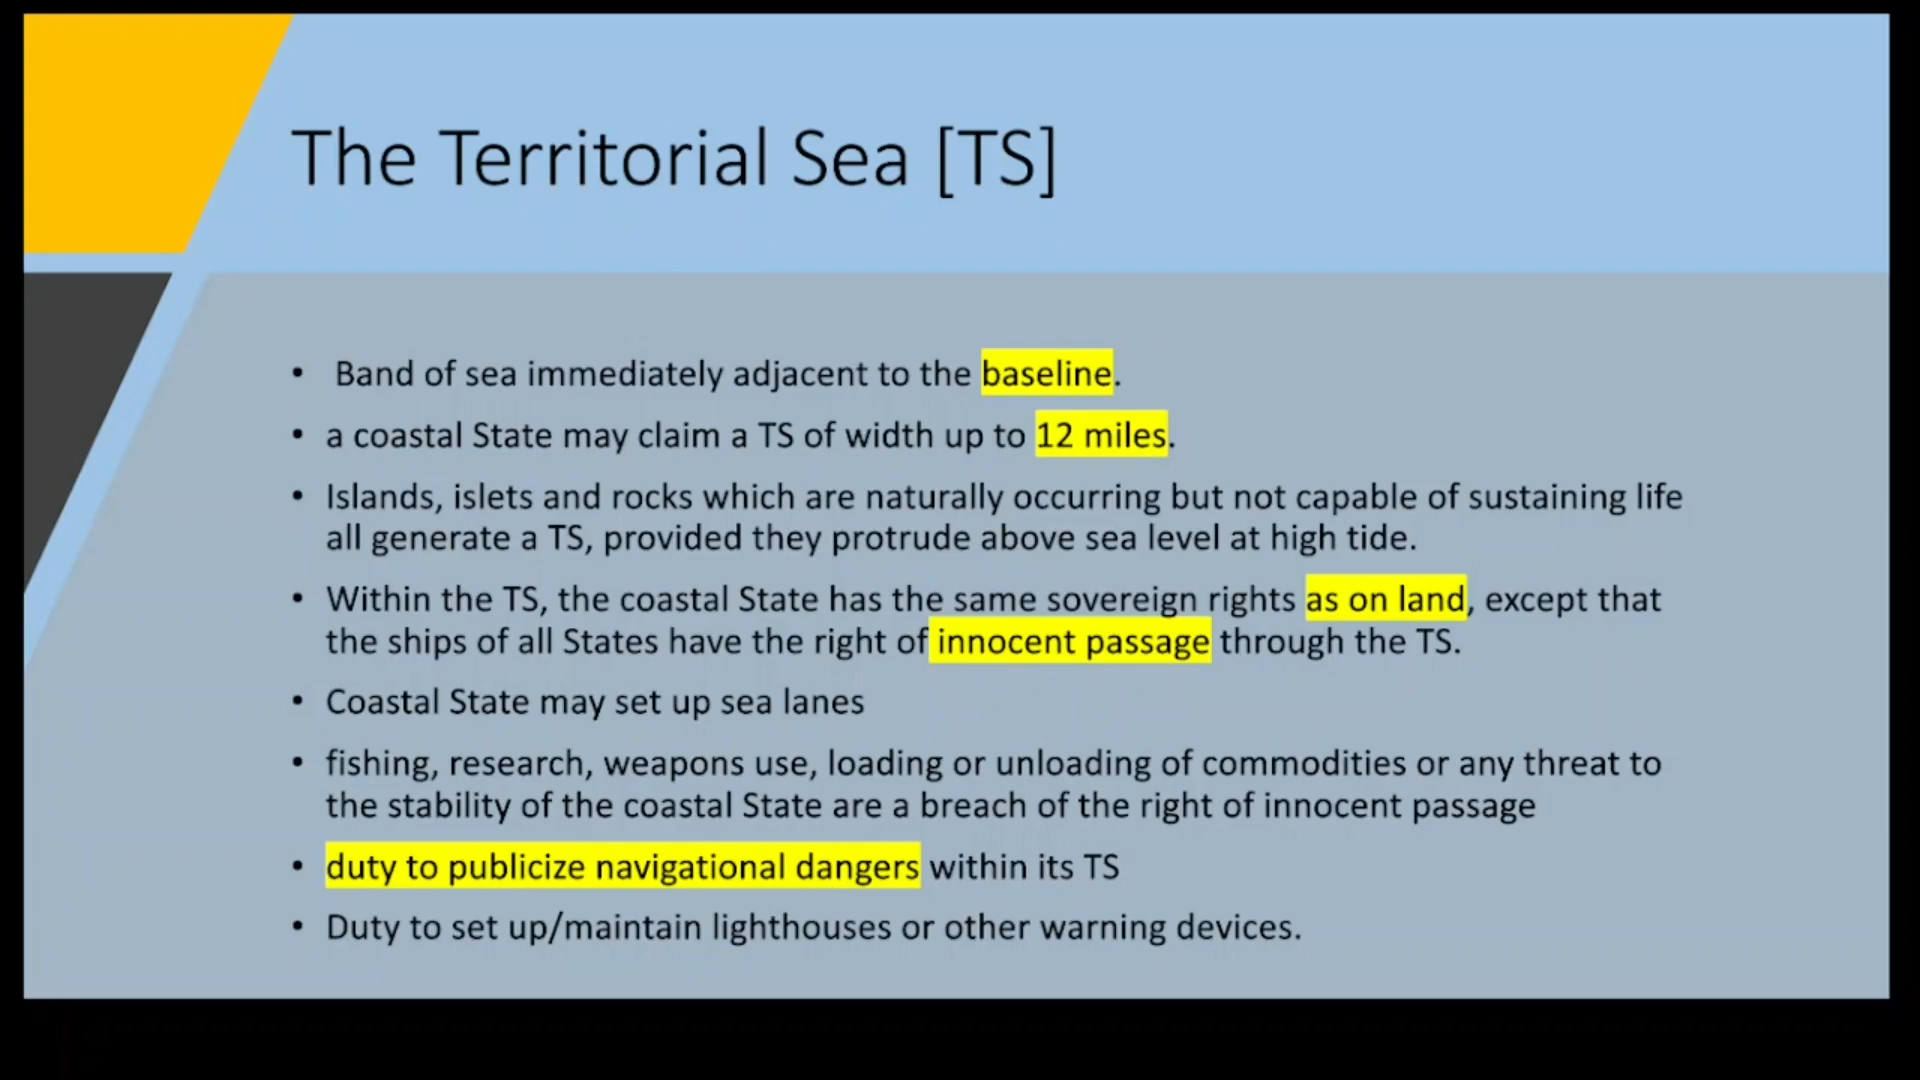 The Territorial Sea [TS]
• Band of sea immediately adjacent to the baseline.
• a coastal State may claim a TS of width up to 12 miles.
• Islands, islets and rocks which are naturally occurring but not capable of sustaining life
all generate a TS, provided they protrude above sea level at high tide.
• Within the TS, the coastal State has the same sovereign rights as on land, except that
the ships of all States have the right of innocent passage through the TS.
• Coastal State may set up sea lanes
• fishing, research, weapons use, loading or unloading of commodities or any threat to
the stability of the coastal State are a breach of the right of innocent passage
• duty to publicize navigational dangers within its TS
• Duty to set up/maintain lighthouses or other warning devices.